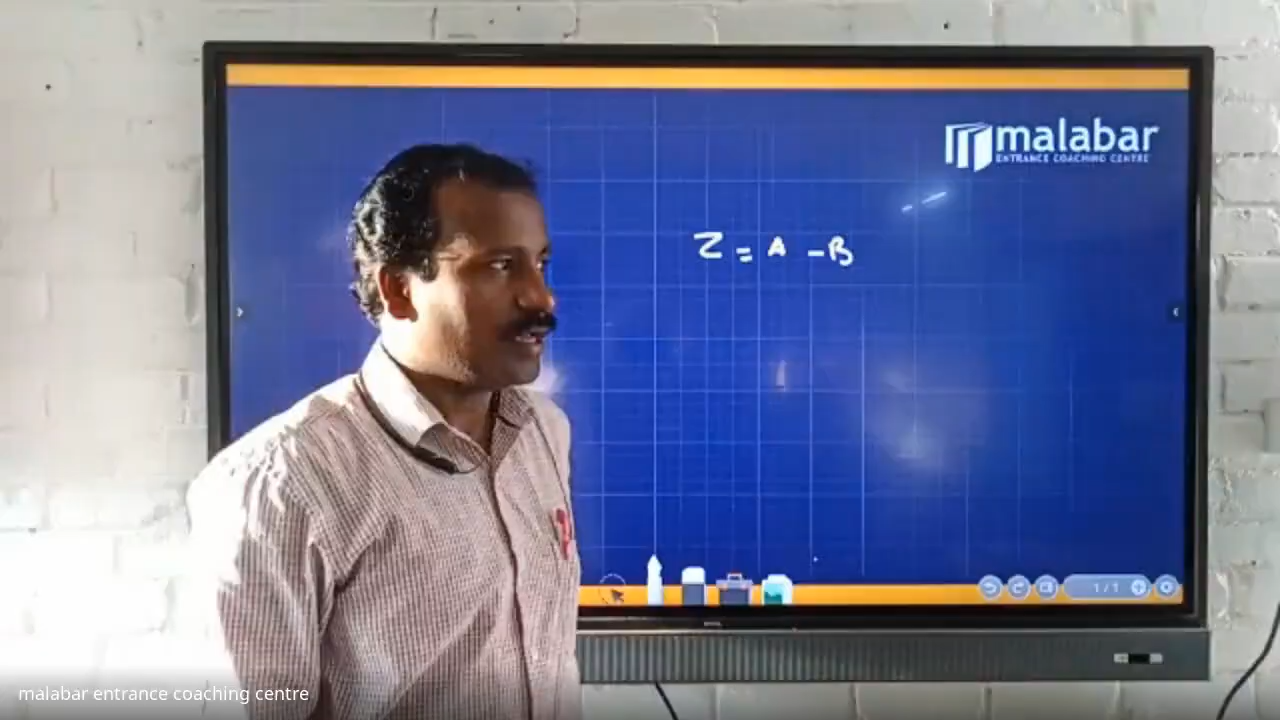 malabar
ENTRANCE COACHING CENTRE
Z = A - B
1/1
malabar entrance coaching centre